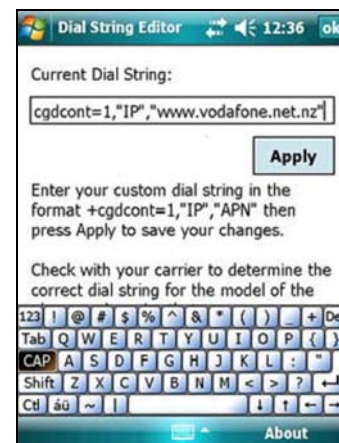 Dial String Editor 12:36 ok
Current Dial String:
cgdcont=1,"IP","www.vodafone.net.nz"
Apply
Enter your custom dial string in the
format +cgdcont=1,"IP","APN" then
press Apply to save your changes.
Check with your carrier to determine the
correct dial string for the model of the
123 ! @ # $ % ^ & * ( ) _ + De
Tab Q W E R T Y U I O P { }
CAP A S D F G H J K L : "
Shift Z X C V B N M < > ? ↵
Ctl áü ~ | ↓ ↑ ← →
About